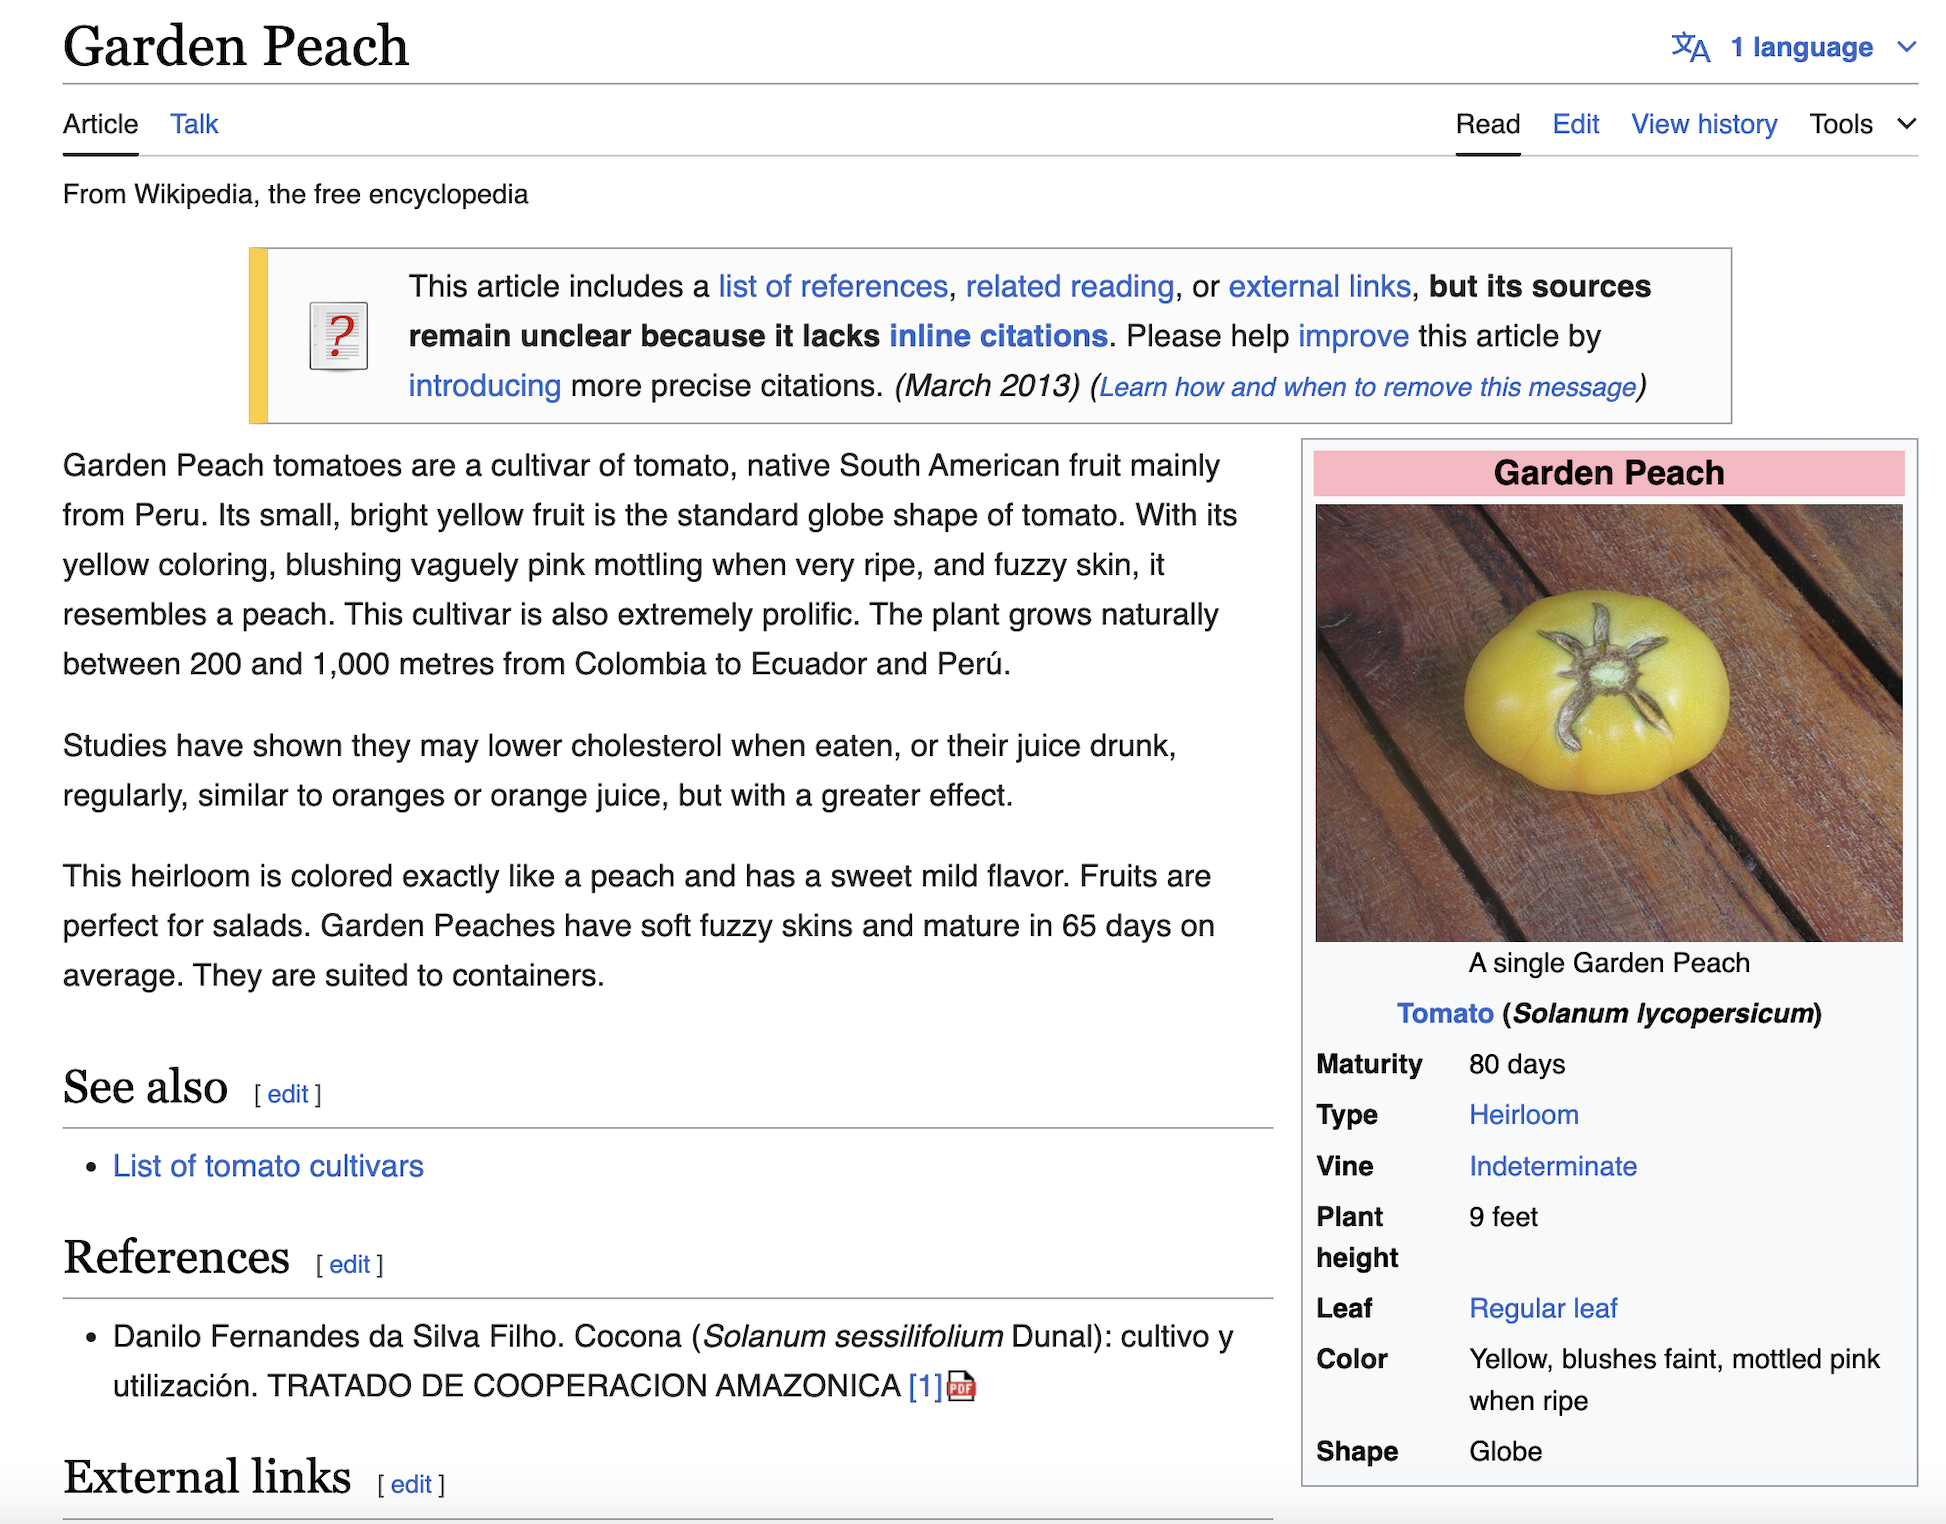 Garden Peach
1 language
Article Talk
Read Edit View history Tools
From Wikipedia, the free encyclopedia
This article includes a list of references, related reading, or external links, but its sources
remain unclear because it lacks inline citations. Please help improve this article by
introducing more precise citations. (March 2013) (Learn how and when to remove this message)
Garden Peach tomatoes are a cultivar of tomato, native South American fruit mainly
from Peru. Its small, bright yellow fruit is the standard globe shape of tomato. With its
yellow coloring, blushing vaguely pink mottling when very ripe, and fuzzy skin, it
resembles a peach. This cultivar is also extremely prolific. The plant grows naturally
between 200 and 1,000 metres from Colombia to Ecuador and Perú.
Studies have shown they may lower cholesterol when eaten, or their juice drunk,
regularly, similar to oranges or orange juice, but with a greater effect.
This heirloom is colored exactly like a peach and has a sweet mild flavor. Fruits are
perfect for salads. Garden Peaches have soft fuzzy skins and mature in 65 days on
average. They are suited to containers.
See also [ edit ]
• List of tomato cultivars
References [ edit ]
• Danilo Fernandes da Silva Filho. Cocona (Solanum sessilifolium Dunal): cultivo y
utilización. TRATADO DE COOPERACION AMAZONICA [1] PDF
External links [ edit ]
Garden Peach
A single Garden Peach
Tomato (Solanum lycopersicum)
Maturity 80 days
Type Heirloom
Vine Indeterminate
Plant 9 feet
height
Leaf Regular leaf
Color Yellow, blushes faint, mottled pink
when ripe
Shape Globe